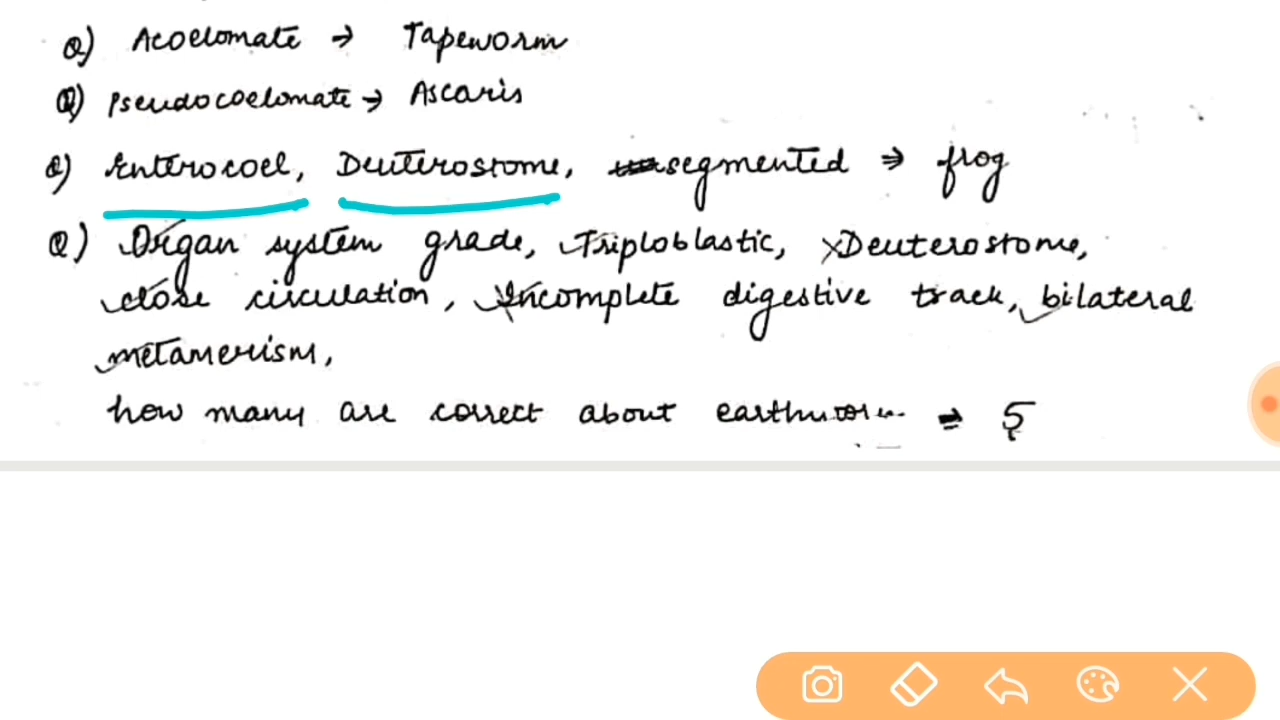 Q) Acoelomate → Tapeworm
Q) Pseudocoelomate → Ascaris
Q) Enterocoel, Deuterostome, segmented ⇒ frog
Q) Organ system grade, Triploblastic, Deuterostome,
close circulation, Incomplete digestive track, bilateral
metamerism,
how many are correct about earthworm ⇒ 5